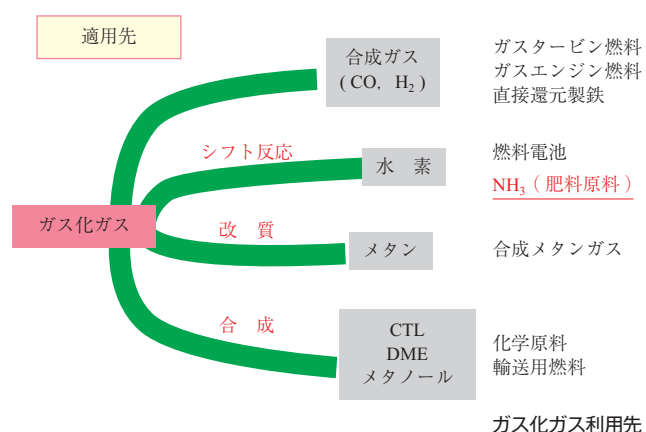 適用先
合成ガス
( CO, H₂ )
ガスタービン燃料
ガスエンジン燃料
直接還元製鉄
シフト反応
水 素
燃料電池
NH₃ ( 肥料原料 )
ガス化ガス
改 質
メタン
合成メタンガス
合 成
CTL
DME
メタノール
化学原料
輸送用燃料
ガス化ガス利用先